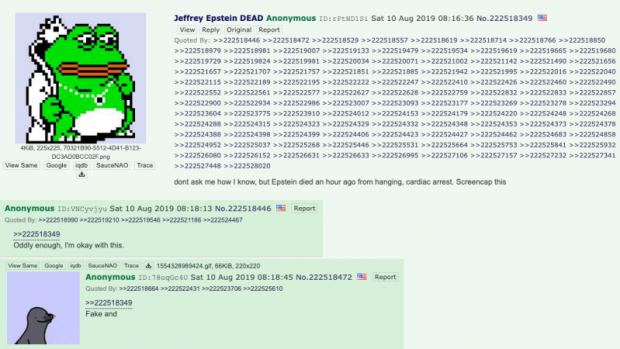 Jeffrey Epstein DEAD Anonymous ID:zPtND1Si Sat 10 Aug 2019 08:16:36 No.222518349
View Reply Original Report
Quoted By: >>222518446 >>222518472 >>222518529 >>222518557 >>222518619 >>222518714 >>222518766 >>222518850
>>222518979 >>222518981 >>222519007 >>222519133 >>222519479 >>222519534 >>222519619 >>222519665 >>222519680
>>222519729 >>222519824 >>222519981 >>222520034 >>222520071 >>222521002 >>222521142 >>222521490 >>222521656
>>222521657 >>222521707 >>222521757 >>222521851 >>222521885 >>222521942 >>222521995 >>222522016 >>222522040
>>222522115 >>222522189 >>222522195 >>222522222 >>222522247 >>222522410 >>222522426 >>222522460 >>222522490
>>222522552 >>222522561 >>222522577 >>222522627 >>222522628 >>222522759 >>222522832 >>222522833 >>222522857
>>222522900 >>222522934 >>222522986 >>222523007 >>222523093 >>222523177 >>222523269 >>222523278 >>222523294
>>222523604 >>222523775 >>222523910 >>222524012 >>222524153 >>222524179 >>222524220 >>222524248 >>222524268
>>222524288 >>222524315 >>222524323 >>222524329 >>222524332 >>222524348 >>222524353 >>222524373 >>222524378
>>222524388 >>222524398 >>222524399 >>222524406 >>222524423 >>222524427 >>222524462 >>222524683 >>222524858
>>222524952 >>222525037 >>222525268 >>222525446 >>222525531 >>222525664 >>222525753 >>222525841 >>222525932
>>222526080 >>222526152 >>222526631 >>222526633 >>222526995 >>222527106 >>222527157 >>222527232 >>222527341
>>222527448 >>222528020
4KiB, 225x225, 70321B90-5512-4D41-B123-
DC3AD0BCC02F.png
View Same Google iqdb SauceNAO Trace
dont ask me how I know, but Epstein died an hour ago from hanging, cardiac arrest. Screencap this
Anonymous ID:VNCyvjyu Sat 10 Aug 2019 08:18:13 No.222518446 Report
Quoted By: >>222518990 >>222519210 >>222519546 >>222521186 >>222524467
>>222518349
Oddly enough, I'm okay with this.
View Same Google iqdb SauceNAO Trace 1554328989424.gif, 66KiB, 220x220
Anonymous ID:78oqGc4U Sat 10 Aug 2019 08:18:45 No.222518472 Report
Quoted By: >>222518664 >>222522431 >>222523706 >>222525610
>>222518349
Fake and